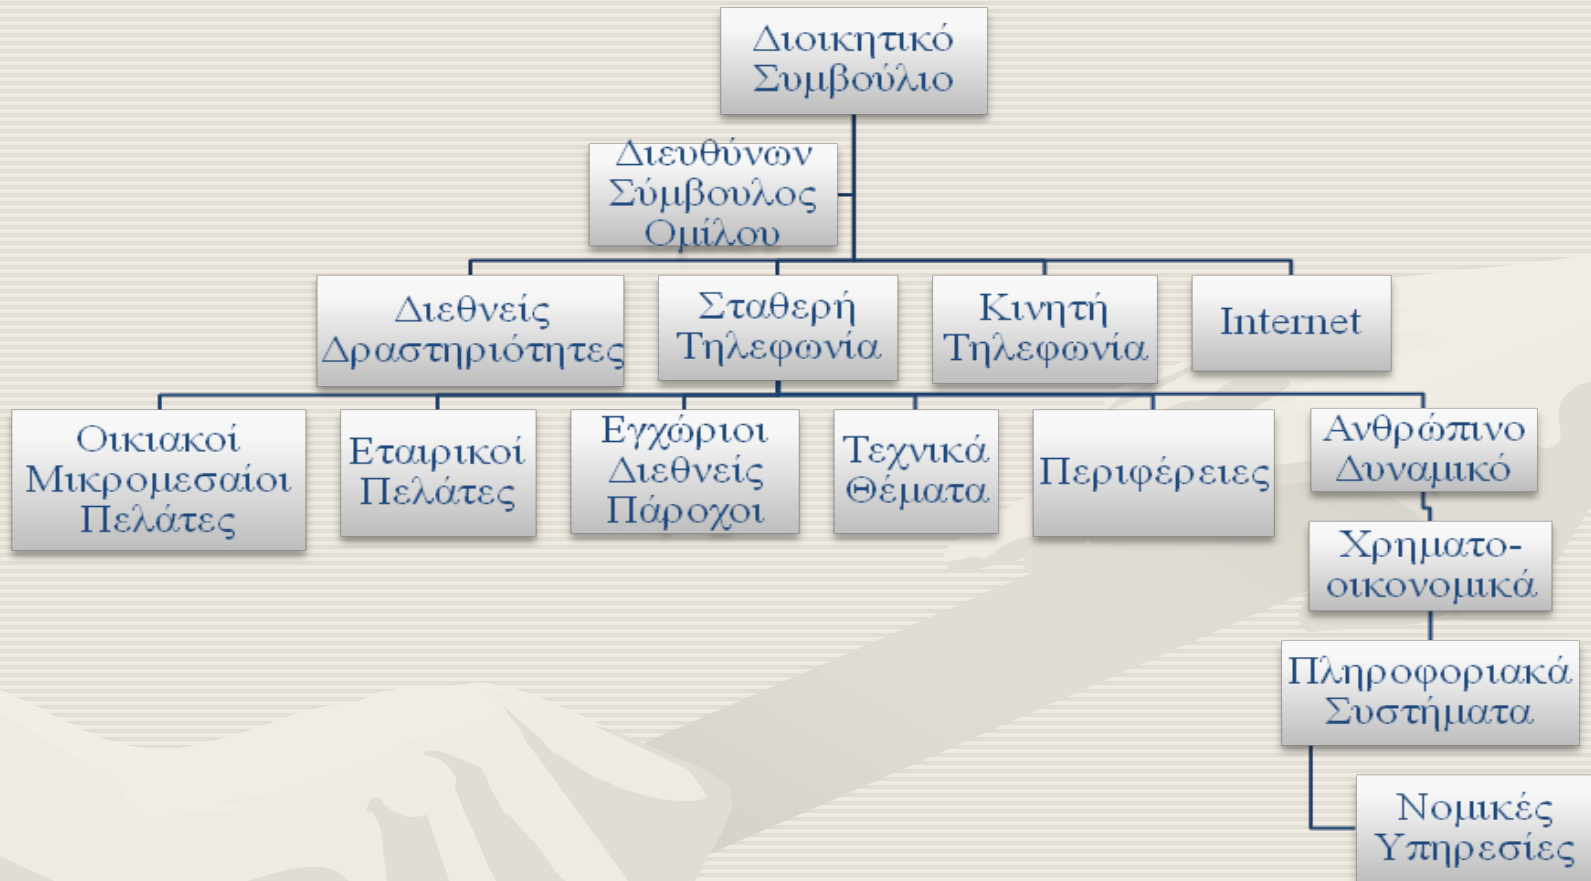 Διοικητικό
Συμβούλιο
Διευθύνων
Σύμβουλος
Ομίλου
Διεθνείς
Δραστηριότητες
Σταθερή
Τηλεφωνία
Κινητή
Τηλεφωνία
Internet
Οικιακοί
Μικρομεσαίοι
Πελάτες
Εταιρικοί
Πελάτες
Εγχώριοι
Διεθνείς
Πάροχοι
Τεχνικά
Θέματα
Περιφέρειες
Ανθρώπινο
Δυναμικό
Χρηματο-
οικονομικά
Πληροφοριακά
Συστήματα
Νομικές
Υπηρεσίες